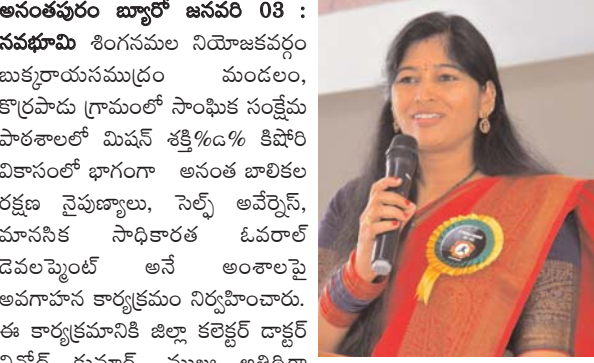 అనంతపురం బ్యూరో జనవరి 03 :
నవభూమి శింగనమల నియోజకవర్గం
బుక్కరాయసముద్రం మండలం,
కొర్రపాడు గ్రామంలో సాంఘిక సంక్షేమ
పాఠశాలలో మిషన్ శక్తి%డ% కిషోరి
వికాసంలో భాగంగా అనంత బాలికల
రక్షణ నైపుణ్యాలు, సెల్ఫ్ అవేర్నెస్,
మానసిక సాధికారత ఓవరాల్
డెవలప్మెంట్ అనే అంశాలపై
అవగాహన కార్యక్రమం నిర్వహించారు.
ఈ కార్యక్రమానికి జిల్లా కలెక్టర్ డాక్టర్